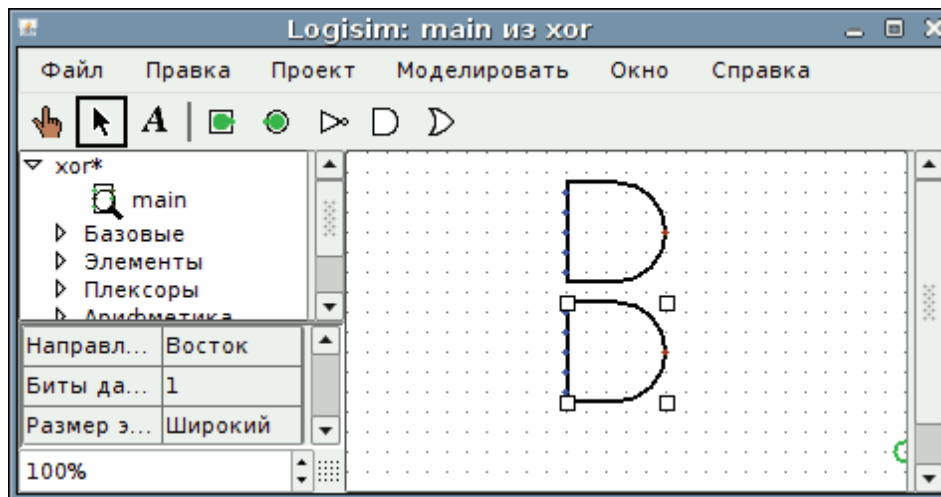 Logisim: main из xor
Файл Правка Проект Моделировать Окно Справка
A
xor*
main
Базовые
Элементы
Плексоры
Арифметика
Направл... Восток
Биты да... 1
Размер э... Широкий
100%